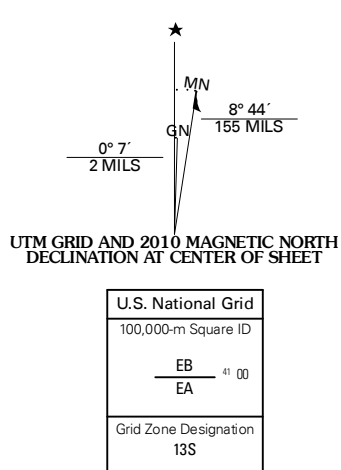 ★
MN
8° 44´
155 MILS
GN
0° 7´
2 MILS
UTM GRID AND 2010 MAGNETIC NORTH
DECLINATION AT CENTER OF SHEET
U.S. National Grid
100,000-m Square ID
EB
41 00
EA
Grid Zone Designation
13S